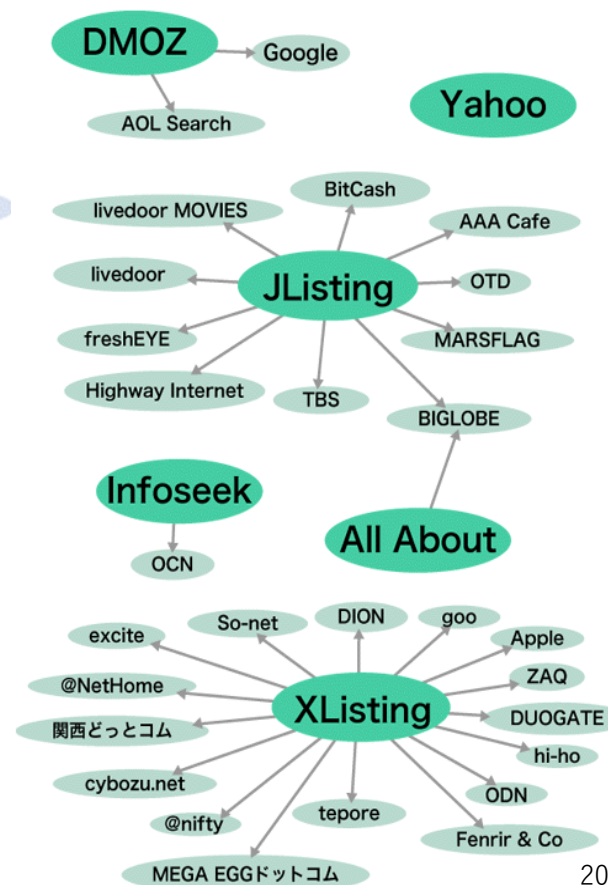 DMOZ
Google
AOL Search
Yahoo
BitCash
livedoor MOVIES
AAA Cafe
livedoor
JListing
OTD
freshEYE
MARSFLAG
Highway Internet
TBS
BIGLOBE
Infoseek
All About
OCN
So-net
DION
goo
excite
Apple
@NetHome
ZAQ
XListing
DUOGATE
関西どっとコム
hi-ho
cybozu.net
ODN
@nifty
tepore
Fenrir & Co
MEGA EGGドットコム
20